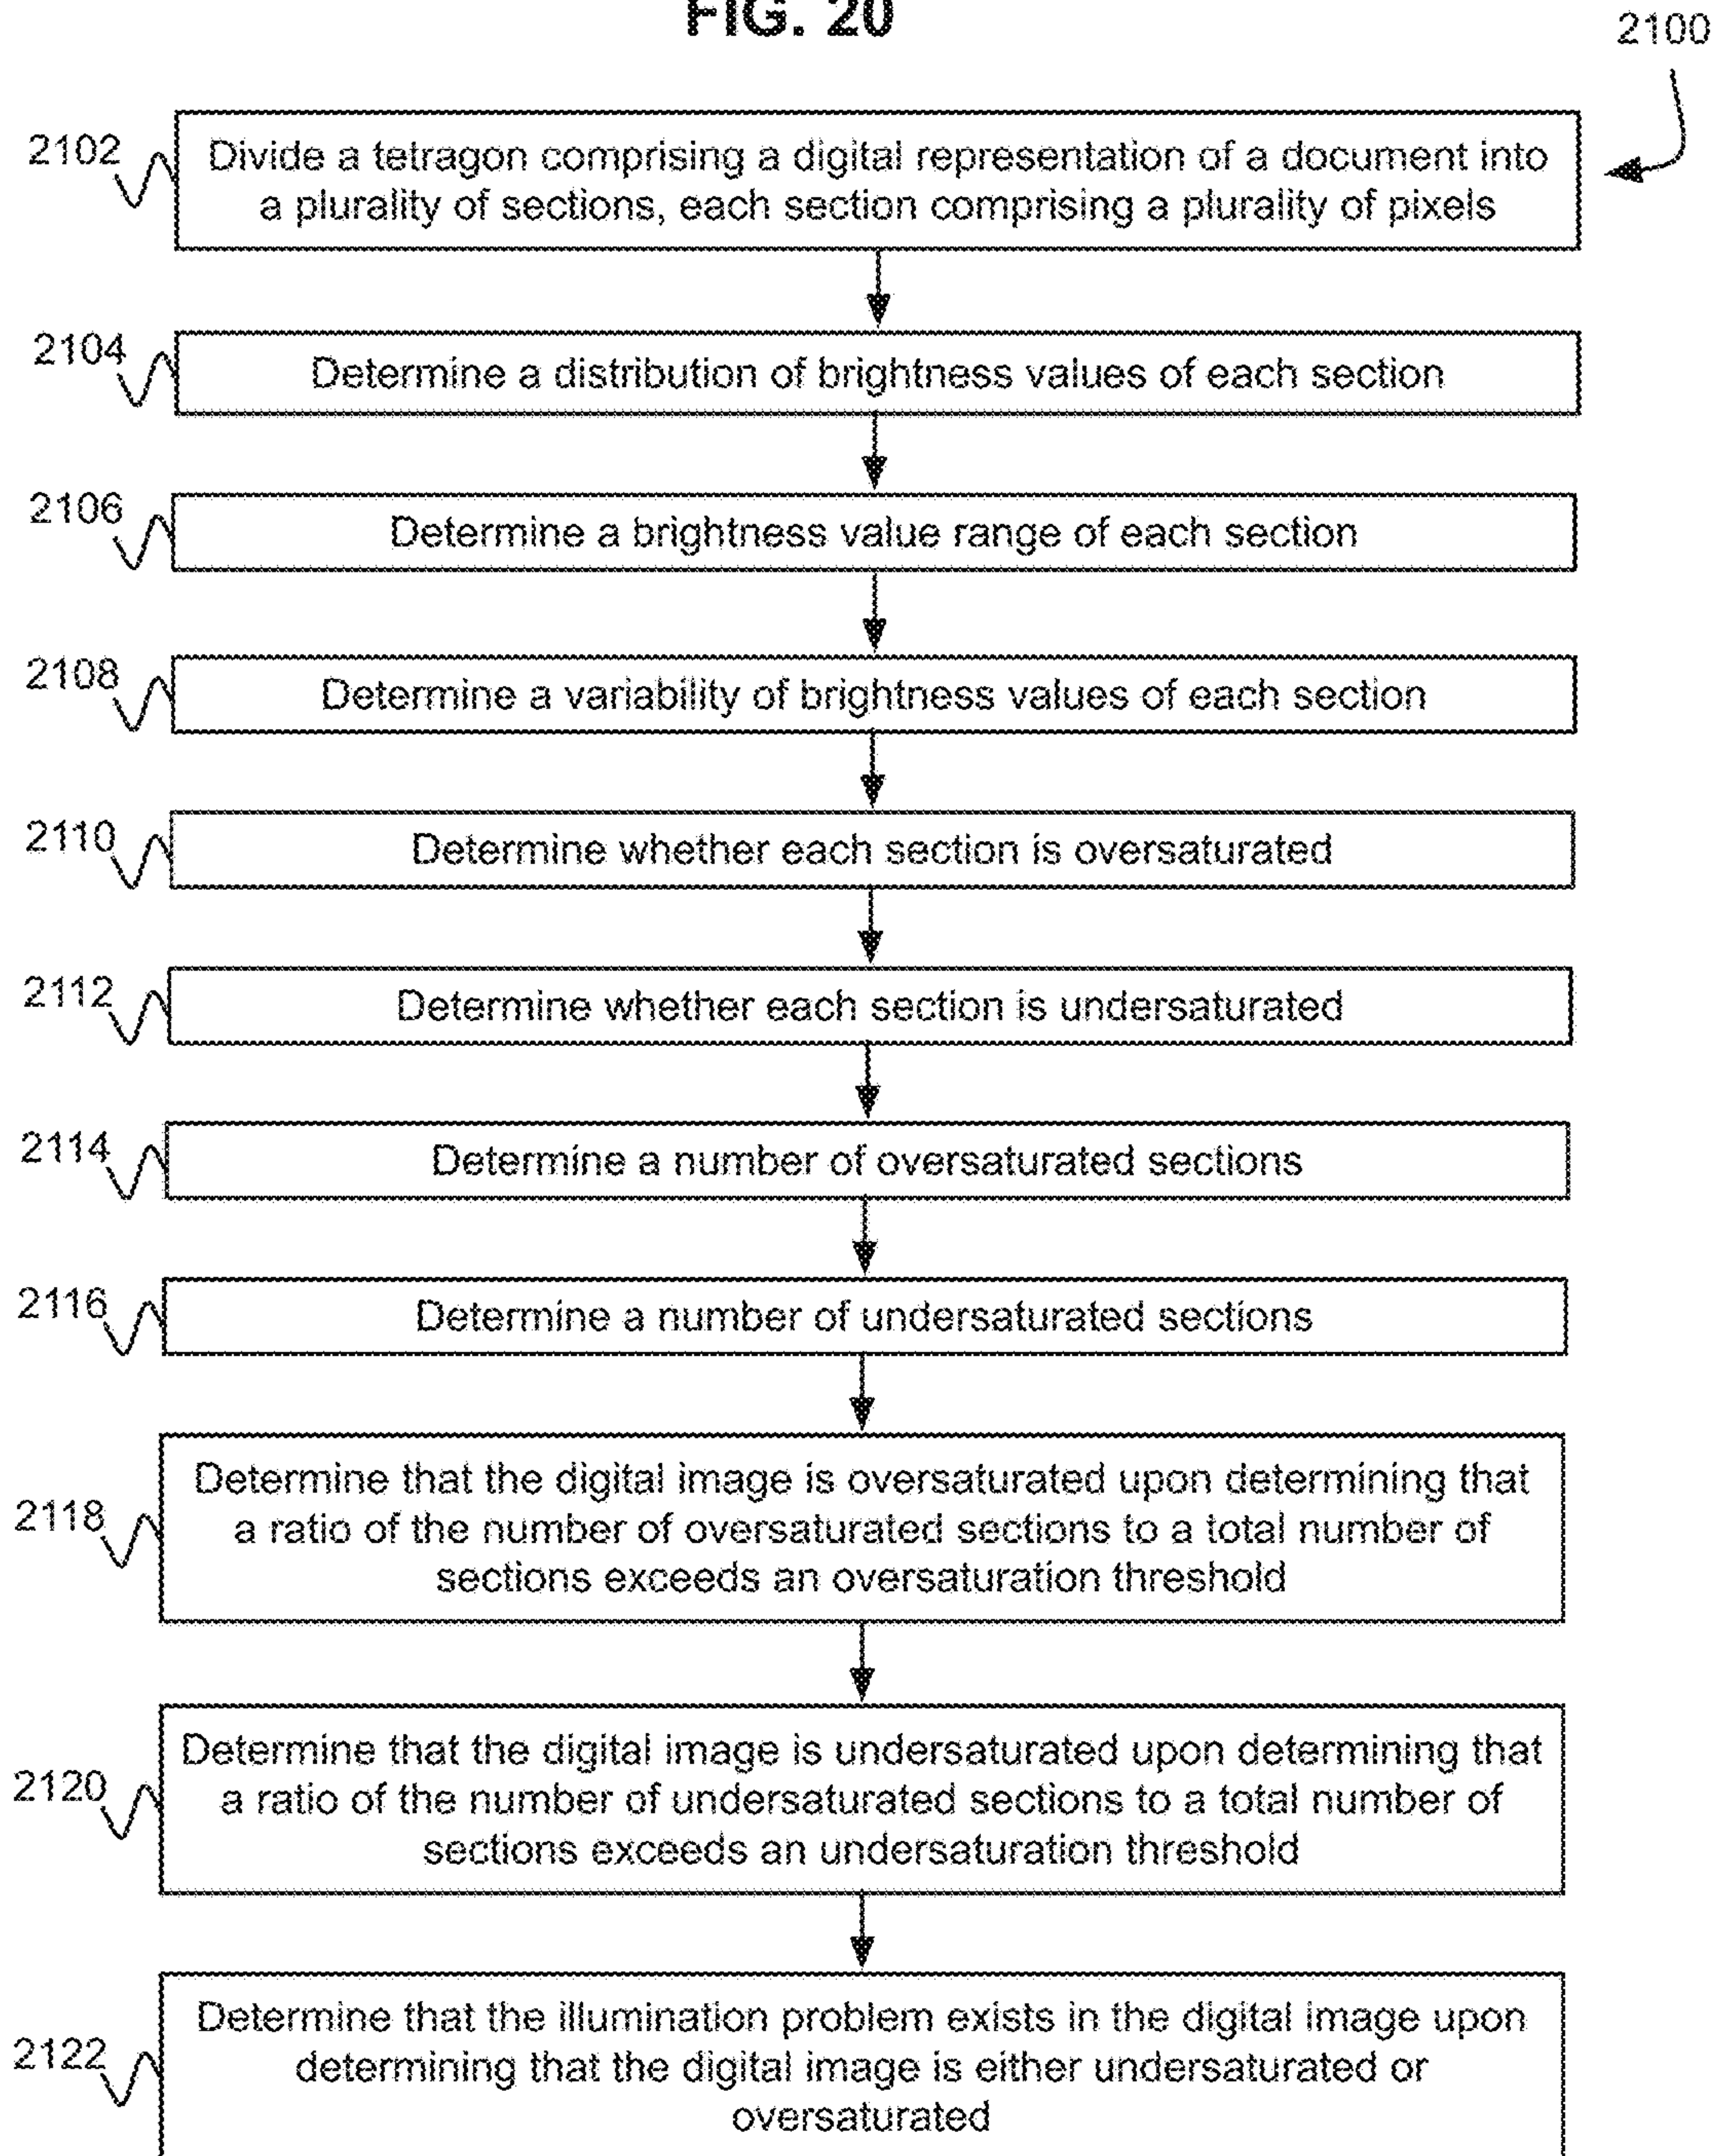 FIG. 20
2100
2102
Divide a tetragon comprising a digital representation of a document into
a plurality of sections, each section comprising a plurality of pixels
2104
Determine a distribution of brightness values of each section
2106
Determine a brightness value range of each section
2108
Determine a variability of brightness values of each section
2110
Determine whether each section is oversaturated
2112
Determine whether each section is undersaturated
2114
Determine a number of oversaturated sections
2116
Determine a number of undersaturated sections
2118
Determine that the digital image is oversaturated upon determining that
a ratio of the number of oversaturated sections to a total number of
sections exceeds an oversaturation threshold
2120
Determine that the digital image is undersaturated upon determining that
a ratio of the number of undersaturated sections to a total number of
sections exceeds an undersaturation threshold
2122
Determine that the illumination problem exists in the digital image upon
determining that the digital image is either undersaturated or
oversaturated